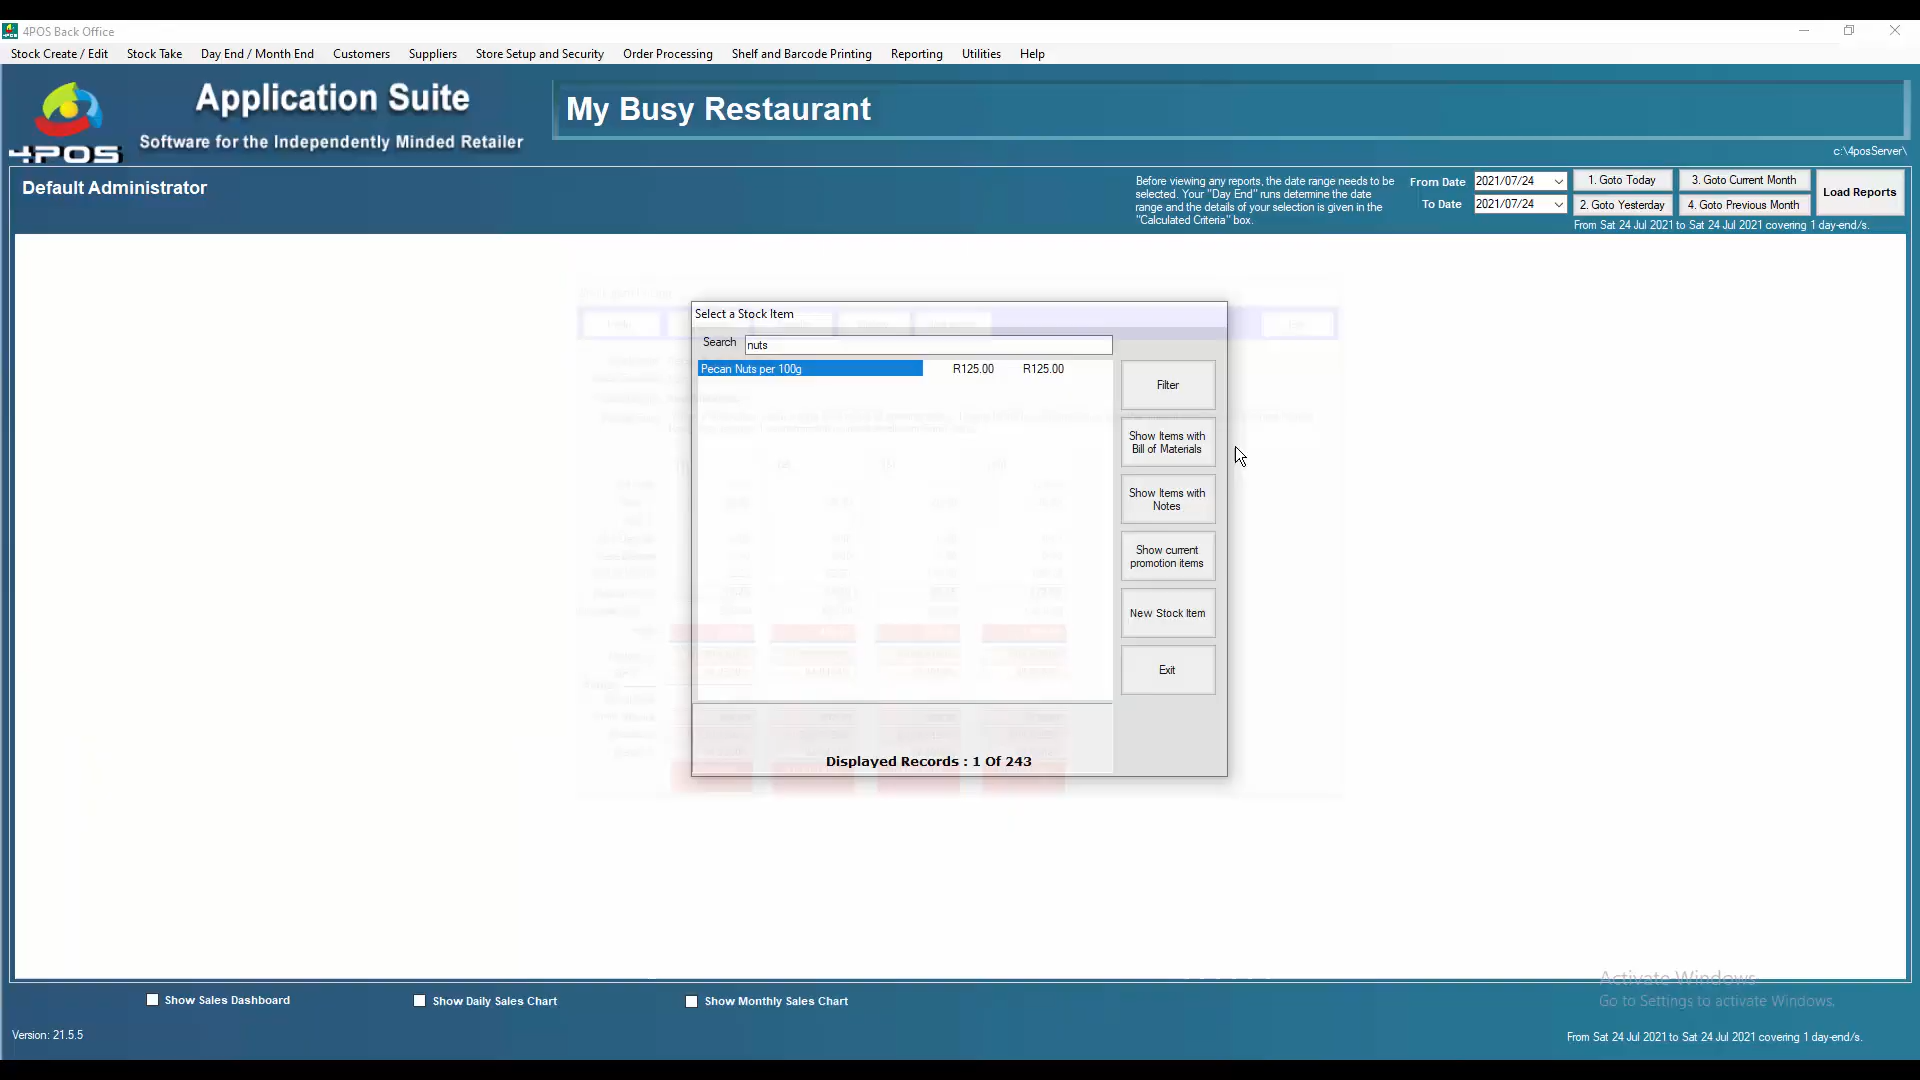 4POS Back Office
Stock Create / Edit Stock Take Day End / Month End Customers Suppliers Store Setup and Security Order Processing Shelf and Barcode Printing Reporting Utilities Help
4POS
Application Suite
Software for the Independently Minded Retailer
My Busy Restaurant
c:\4posServer\
Default Administrator
Before viewing any reports, the date range needs to be
selected. Your "Day End" runs determine the date
range and the details of your selection is given in the
"Calculated Criteria" box.
From Date 2021/07/24
To Date 2021/07/24
1. Goto Today 3. Goto Current Month
2. Goto Yesterday 4. Goto Previous Month
Load Reports
From Sat 24 Jul 2021 to Sat 24 Jul 2021 covering 1 day-end/s.
Select a Stock Item
Search nuts
Pecan Nuts per 100g R125.00 R125.00
Filter
Show Items with
Bill of Materials
Show Items with
Notes
Show current
promotion items
New Stock Item
Exit
Displayed Records : 1 Of 243
Activate Windows
Go to Settings to activate Windows.
Show Sales Dashboard Show Daily Sales Chart Show Monthly Sales Chart
Version: 21.5.5
From Sat 24 Jul 2021 to Sat 24 Jul 2021 covering 1 day-end/s.